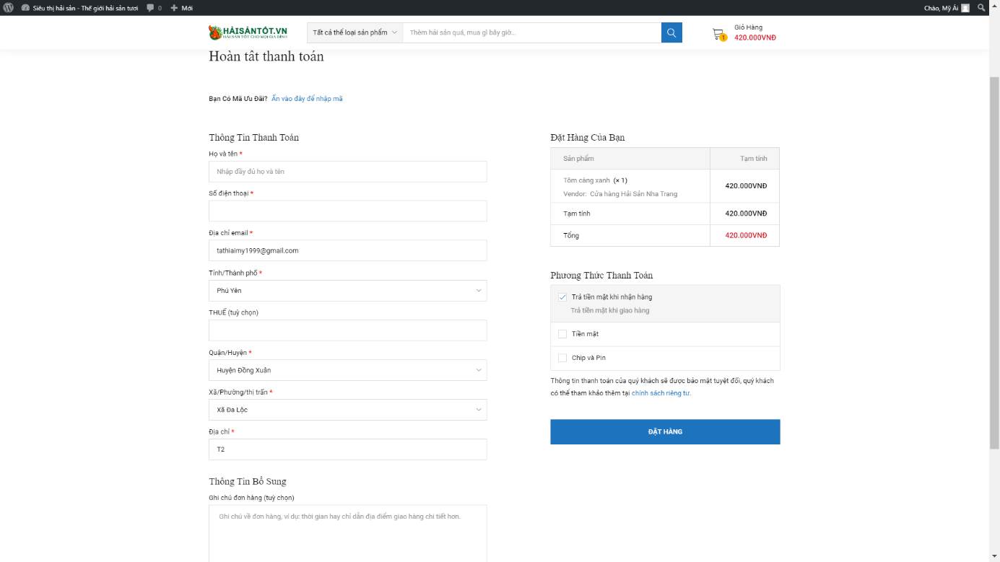 Siêu thị hải sản - Thế giới hải sản tươi 0 Mới Chào, Mỹ Ái
HẢISẢNTỐT.VN
HẢI SẢN TỐT CHO MỌI GIA ĐÌNH
Tất cả thể loại sản phẩm Thèm hải sản quá, mua gì bây giờ...
1 Giỏ Hàng
420.000VNĐ
Hoàn tất thanh toán
Bạn Có Mã Ưu Đãi? Ấn vào đây để nhập mã
Thông Tin Thanh Toán
Họ và tên *
Nhập đầy đủ họ và tên
Số điện thoại *
Địa chỉ email *
tathiaimy1999@gmail.com
Tỉnh/Thành phố *
Phú Yên
THUẾ (tuỳ chọn)
Quận/Huyện *
Huyện Đồng Xuân
Xã/Phường/thị trấn *
Xã Đa Lộc
Địa chỉ *
T2
Thông Tin Bổ Sung
Ghi chú đơn hàng (tuỳ chọn)
Ghi chú về đơn hàng, ví dụ: thời gian hay chỉ dẫn địa điểm giao hàng chi tiết hơn.
Đặt Hàng Của Bạn
Sản phẩm Tạm tính
Tôm càng xanh (× 1) 420.000VNĐ
Vendor: Cửa hàng Hải Sản Nha Trang
Tạm tính 420.000VNĐ
Tổng 420.000VNĐ
Phương Thức Thanh Toán
Trả tiền mặt khi nhận hàng
Trả tiền mặt khi giao hàng
Tiền mặt
Chip và Pin
Thông tin thanh toán của quý khách sẽ được bảo mật tuyệt đối, quý khách
có thể tham khảo thêm tại chính sách riêng tư.
ĐẶT HÀNG